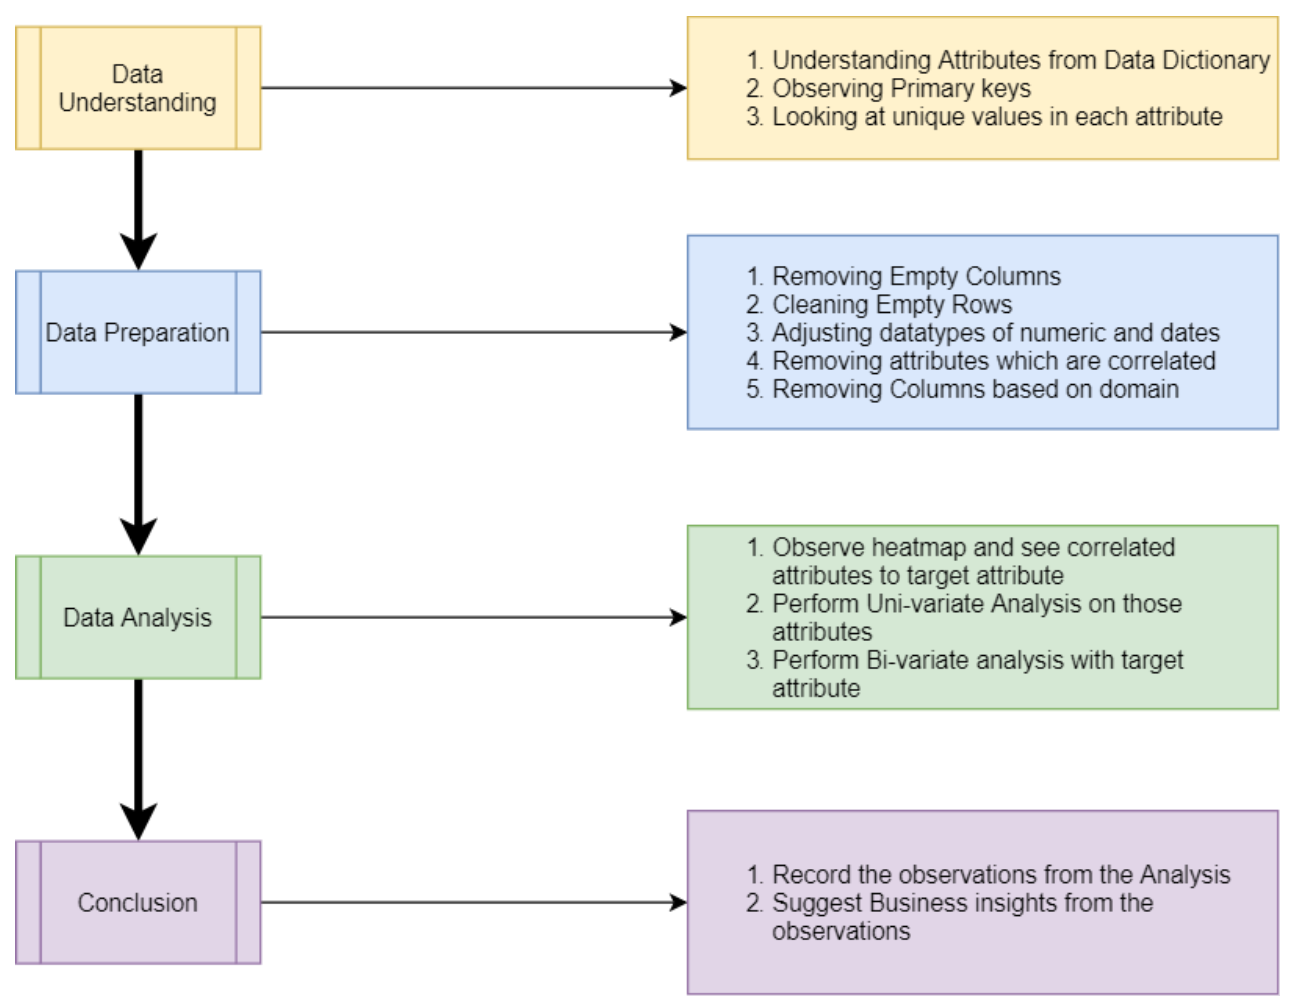 Data
Understanding
1. Understanding Attributes from Data Dictionary
2. Observing Primary keys
3. Looking at unique values in each attribute
Data Preparation
1. Removing Empty Columns
2. Cleaning Empty Rows
3. Adjusting datatypes of numeric and dates
4. Removing attributes which are correlated
5. Removing Columns based on domain
Data Analysis
1. Observe heatmap and see correlated
attributes to target attribute
2. Perform Uni-variate Analysis on those
attributes
3. Perform Bi-variate analysis with target
attribute
Conclusion
1. Record the observations from the Analysis
2. Suggest Business insights from the
observations